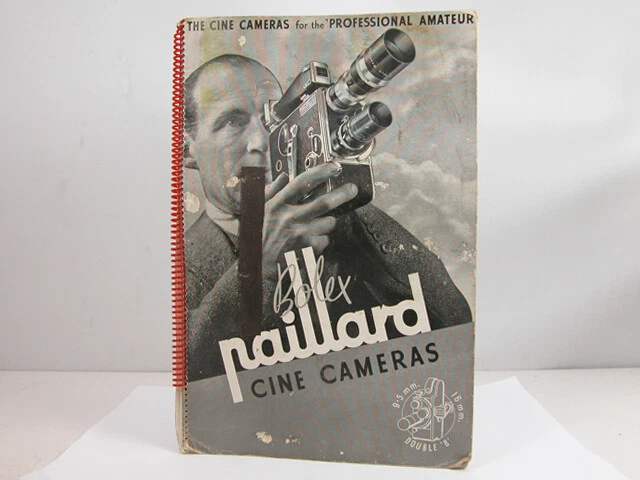 THE CINE CAMERAS for the "PROFESSIONAL AMATEUR
Bolex
paillard
CINE CAMERAS
9.5 mm. 16 mm.
DOUBLE "8"